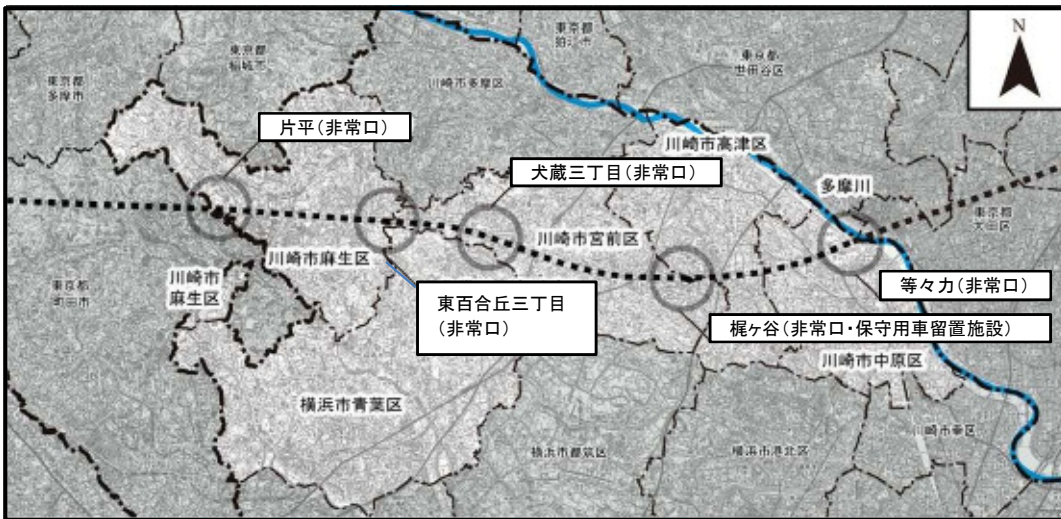 N
東京都
狛江市
東京都
稲城市
東京都
世田谷区
東京都
多摩市
川崎市多摩区
片平(非常口)
川崎市高津区
犬蔵三丁目(非常口)
多摩川
東京都
大田区
川崎市宮前区
川崎市麻生区
川崎市
麻生区
東京都
町田市
等々力(非常口)
東百合丘三丁目
(非常口)
梶ヶ谷(非常口・保守用車留置施設)
川崎市中原区
横浜市青葉区
川崎市幸区
横浜市都筑区
横浜市港北区